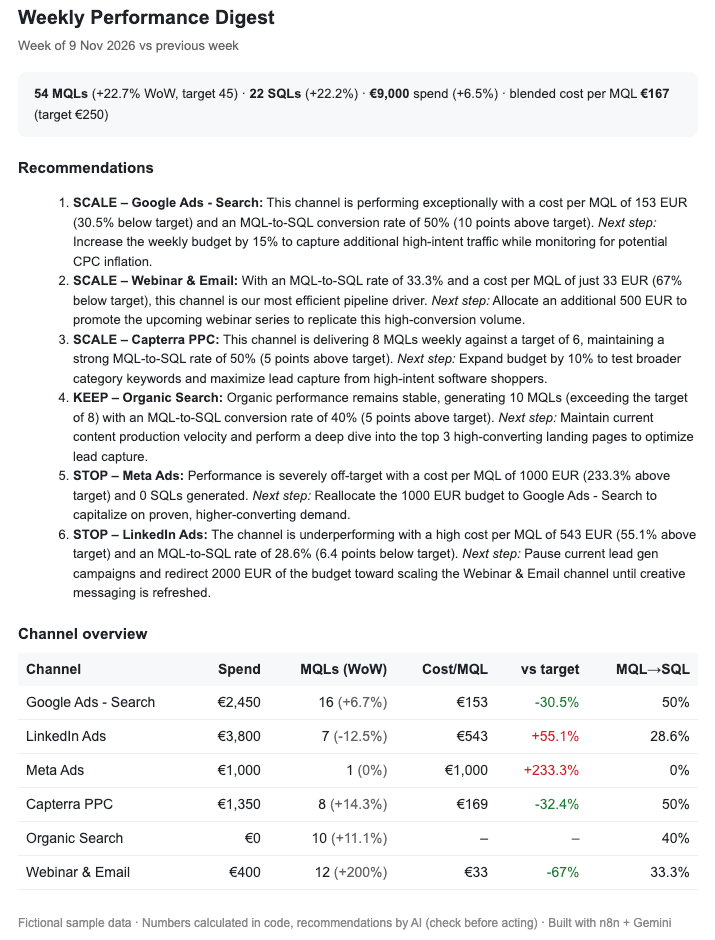 Weekly Performance Digest
Week of 9 Nov 2026 vs previous week
54 MQLs (+22.7% WoW, target 45) · 22 SQLs (+22.2%) · €9,000 spend (+6.5%) · blended cost per MQL €167
(target €250)
Recommendations
1. SCALE – Google Ads - Search: This channel is performing exceptionally with a cost per MQL of 153 EUR
(30.5% below target) and an MQL-to-SQL conversion rate of 50% (10 points above target). Next step:
Increase the weekly budget by 15% to capture additional high-intent traffic while monitoring for potential
CPC inflation.
2. SCALE – Webinar & Email: With an MQL-to-SQL rate of 33.3% and a cost per MQL of just 33 EUR (67%
below target), this channel is our most efficient pipeline driver. Next step: Allocate an additional 500 EUR to
promote the upcoming webinar series to replicate this high-conversion volume.
3. SCALE – Capterra PPC: This channel is delivering 8 MQLs weekly against a target of 6, maintaining a
strong MQL-to-SQL rate of 50% (5 points above target). Next step: Expand budget by 10% to test broader
category keywords and maximize lead capture from high-intent software shoppers.
4. KEEP – Organic Search: Organic performance remains stable, generating 10 MQLs (exceeding the target
of 8) with an MQL-to-SQL conversion rate of 40% (5 points above target). Next step: Maintain current
content production velocity and perform a deep dive into the top 3 high-converting landing pages to optimize
lead capture.
5. STOP – Meta Ads: Performance is severely off-target with a cost per MQL of 1000 EUR (233.3% above
target) and 0 SQLs generated. Next step: Reallocate the 1000 EUR budget to Google Ads - Search to
capitalize on proven, higher-converting demand.
6. STOP – LinkedIn Ads: The channel is underperforming with a high cost per MQL of 543 EUR (55.1% above
target) and an MQL-to-SQL rate of 28.6% (6.4 points below target). Next step: Pause current lead gen
campaigns and redirect 2000 EUR of the budget toward scaling the Webinar & Email channel until creative
messaging is refreshed.
Channel overview
Channel Spend MQLs (WoW) Cost/MQL vs target MQL→SQL
Google Ads - Search €2,450 16 (+6.7%) €153 -30.5% 50%
LinkedIn Ads €3,800 7 (-12.5%) €543 +55.1% 28.6%
Meta Ads €1,000 1 (0%) €1,000 +233.3% 0%
Capterra PPC €1,350 8 (+14.3%) €169 -32.4% 50%
Organic Search €0 10 (+11.1%) – – 40%
Webinar & Email €400 12 (+200%) €33 -67% 33.3%
Fictional sample data · Numbers calculated in code, recommendations by AI (check before acting) · Built with n8n + Gemini